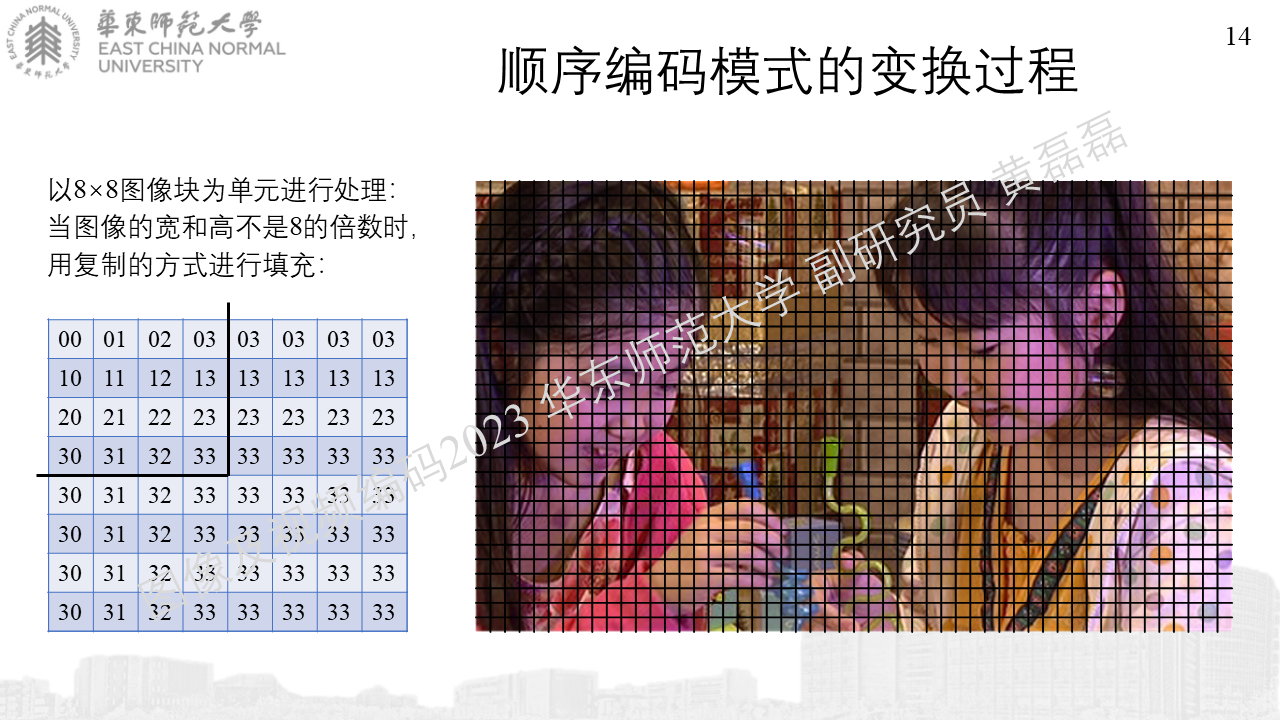 華東師範大學
EAST CHINA NORMAL
UNIVERSITY
14
顺序编码模式的变换过程
以8×8图像块为单元进行处理：
当图像的宽和高不是8的倍数时，
用复制的方式进行填充：
00 01 02 03 03 03 03 03
10 11 12 13 13 13 13 13
20 21 22 23 23 23 23 23
30 31 32 33 33 33 33 33
30 31 32 33 33 33 33 33
30 31 32 33 33 33 33 33
30 31 32 33 33 33 33 33
30 31 32 33 33 33 33 33
图像及视频编码2023 华东师范大学 副研究员 黄磊磊